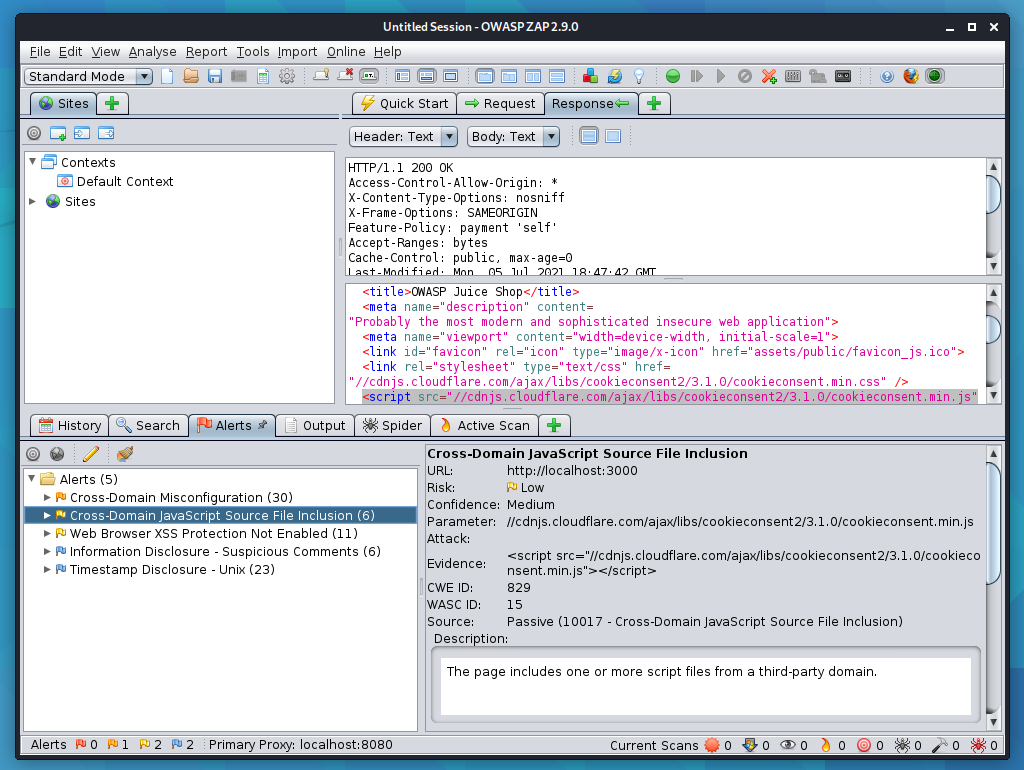 Untitled Session - OWASP ZAP 2.9.0
File Edit View Analyse Report Tools Import Online Help
Standard Mode
Sites
Quick Start Request Response
Header: Text Body: Text
Contexts
Default Context
Sites
HTTP/1.1 200 OK
Access-Control-Allow-Origin: *
X-Content-Type-Options: nosniff
X-Frame-Options: SAMEORIGIN
Feature-Policy: payment 'self'
Accept-Ranges: bytes
Cache-Control: public, max-age=0
Last-Modified: Mon, 05 Jul 2021 18:47:42 GMT
<title>OWASP Juice Shop</title>
<meta name="description" content=
"Probably the most modern and sophisticated insecure web application">
<meta name="viewport" content="width=device-width, initial-scale=1">
<link id="favicon" rel="icon" type="image/x-icon" href="assets/public/favicon_js.ico">
<link rel="stylesheet" type="text/css" href=
"//cdnjs.cloudflare.com/ajax/libs/cookieconsent2/3.1.0/cookieconsent.min.css" />
<script src="//cdnjs.cloudflare.com/ajax/libs/cookieconsent2/3.1.0/cookieconsent.min.js"
History Search Alerts Output Spider Active Scan
Alerts (5)
Cross-Domain Misconfiguration (30)
Cross-Domain JavaScript Source File Inclusion (6)
Web Browser XSS Protection Not Enabled (11)
Information Disclosure - Suspicious Comments (6)
Timestamp Disclosure - Unix (23)
Cross-Domain JavaScript Source File Inclusion
URL: http://localhost:3000
Risk: Low
Confidence: Medium
Parameter: //cdnjs.cloudflare.com/ajax/libs/cookieconsent2/3.1.0/cookieconsent.min.js
Attack:
Evidence: <script src="//cdnjs.cloudflare.com/ajax/libs/cookieconsent2/3.1.0/cookieco
nsent.min.js"></script>
CWE ID: 829
WASC ID: 15
Source: Passive (10017 - Cross-Domain JavaScript Source File Inclusion)
Description:
The page includes one or more script files from a third-party domain.
Alerts 0 1 2 2 Primary Proxy: localhost:8080 Current Scans 0 0 0 0 0 0 0 0